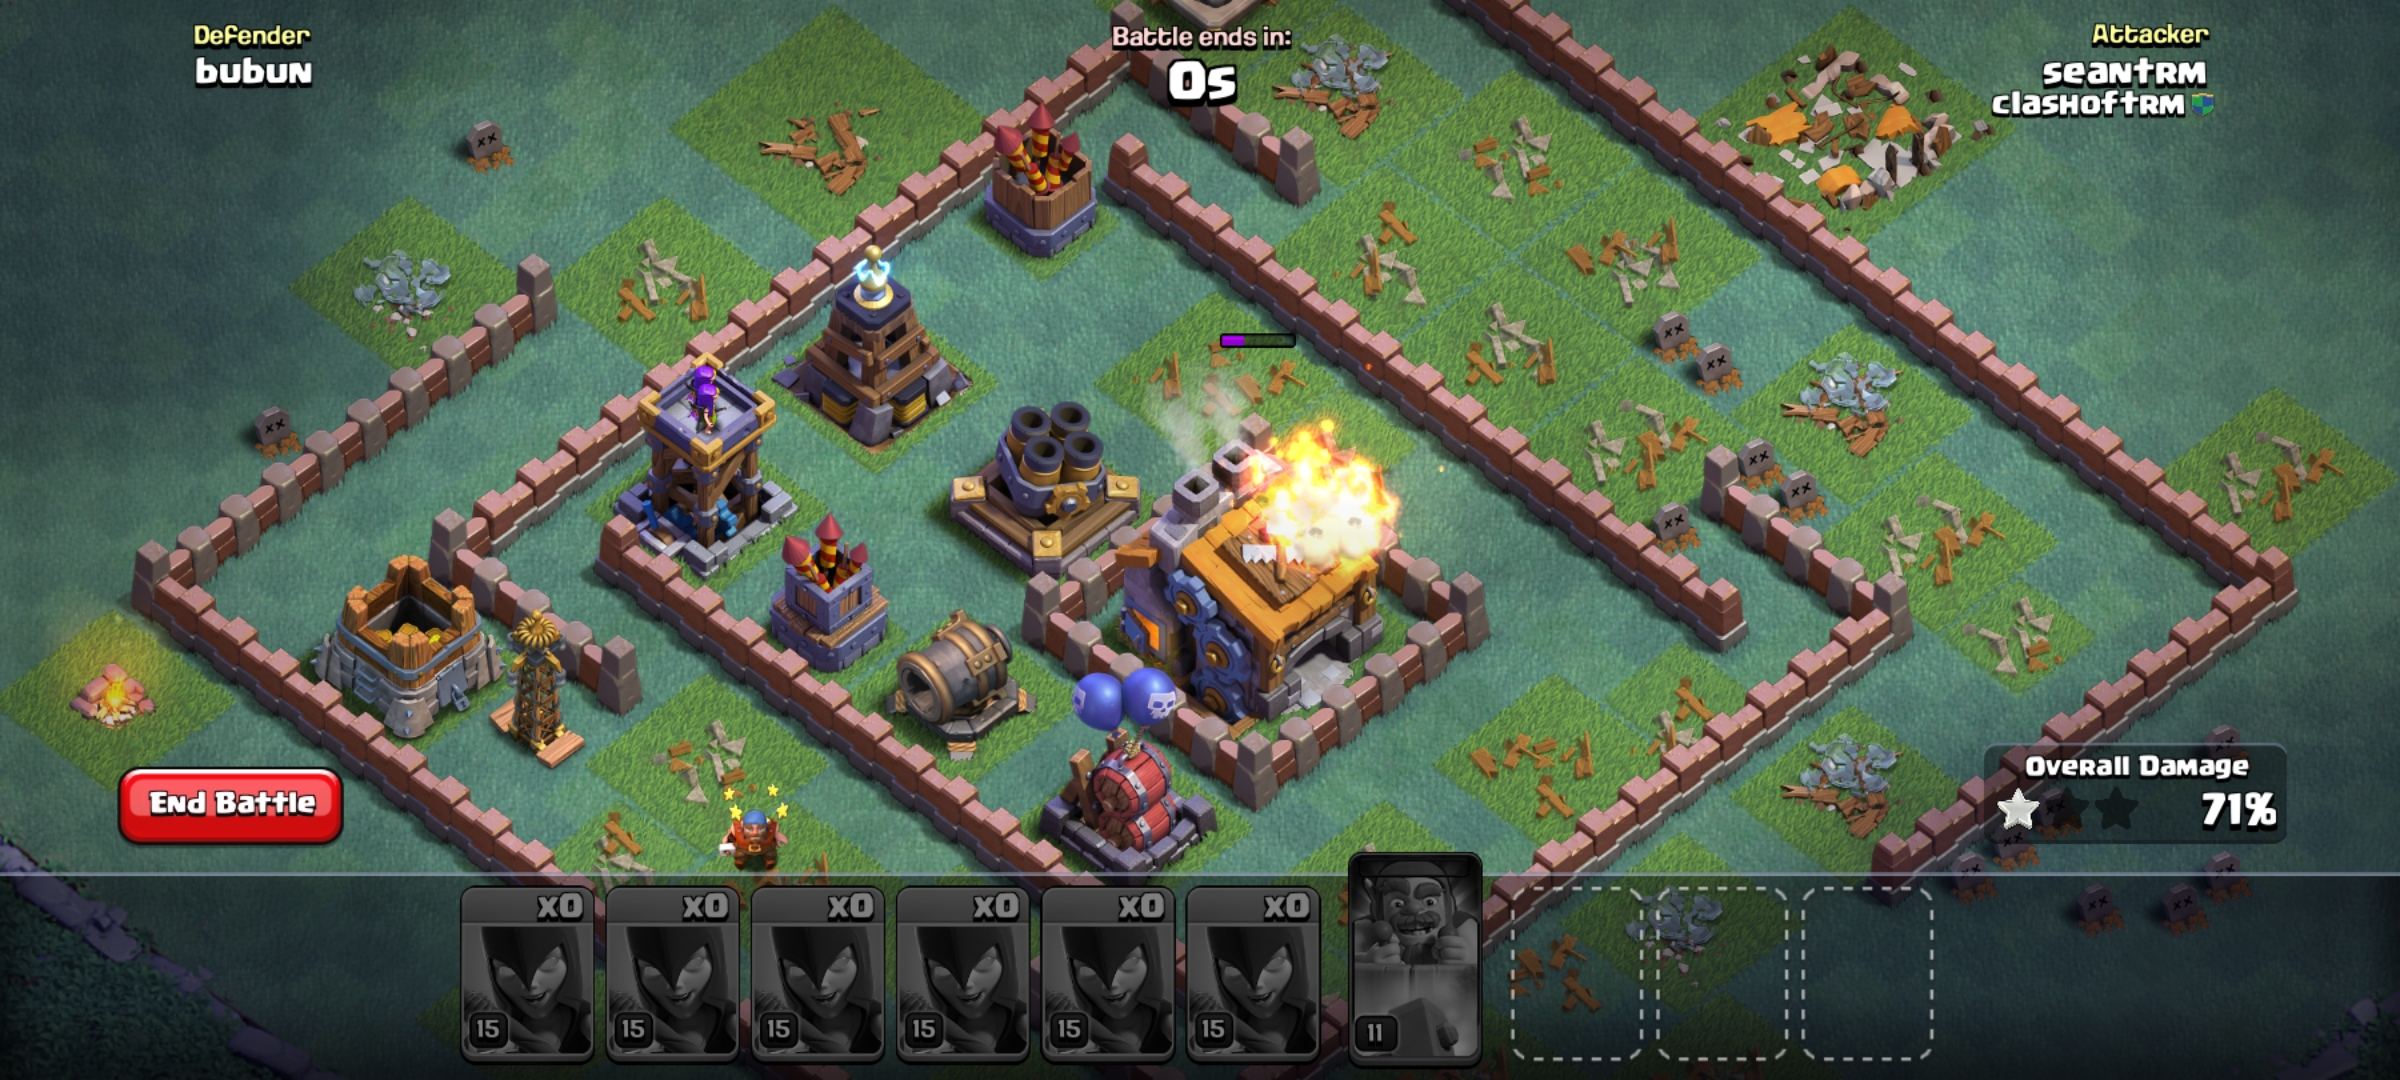 Defender
bubun
Battle ends in:
0s
Attacker
seantRM
clashoftRM
End Battle
Overall Damage
71%
x0
x0
x0
x0
x0
x0
15
15
15
15
15
15
11